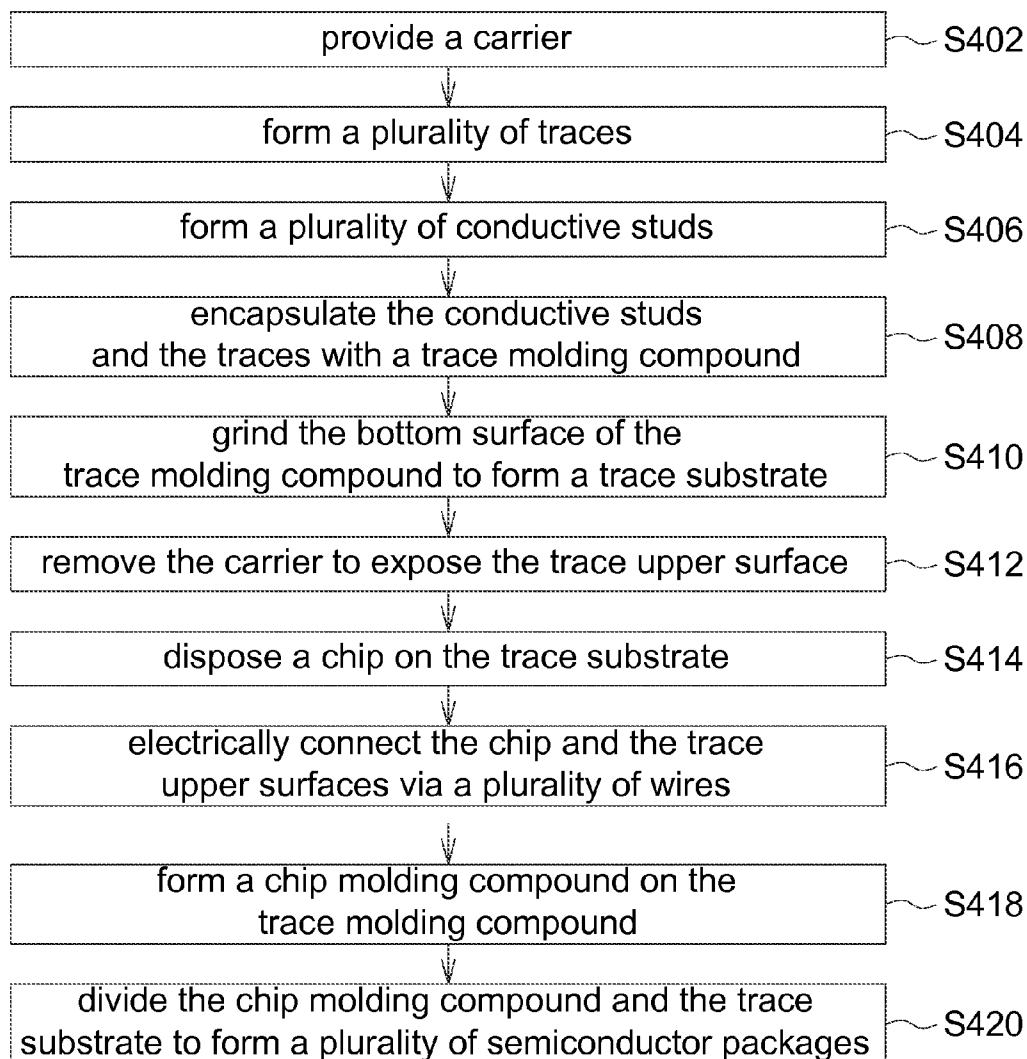 provide a carrier
S402
form a plurality of traces
S404
form a plurality of conductive studs
S406
encapsulate the conductive studs
and the traces with a trace molding compound
S408
grind the bottom surface of the
trace molding compound to form a trace substrate
S410
remove the carrier to expose the trace upper surface
S412
dispose a chip on the trace substrate
S414
electrically connect the chip and the trace
upper surfaces via a plurality of wires
S416
form a chip molding compound on the
trace molding compound
S418
divide the chip molding compound and the trace
substrate to form a plurality of semiconductor packages
S420